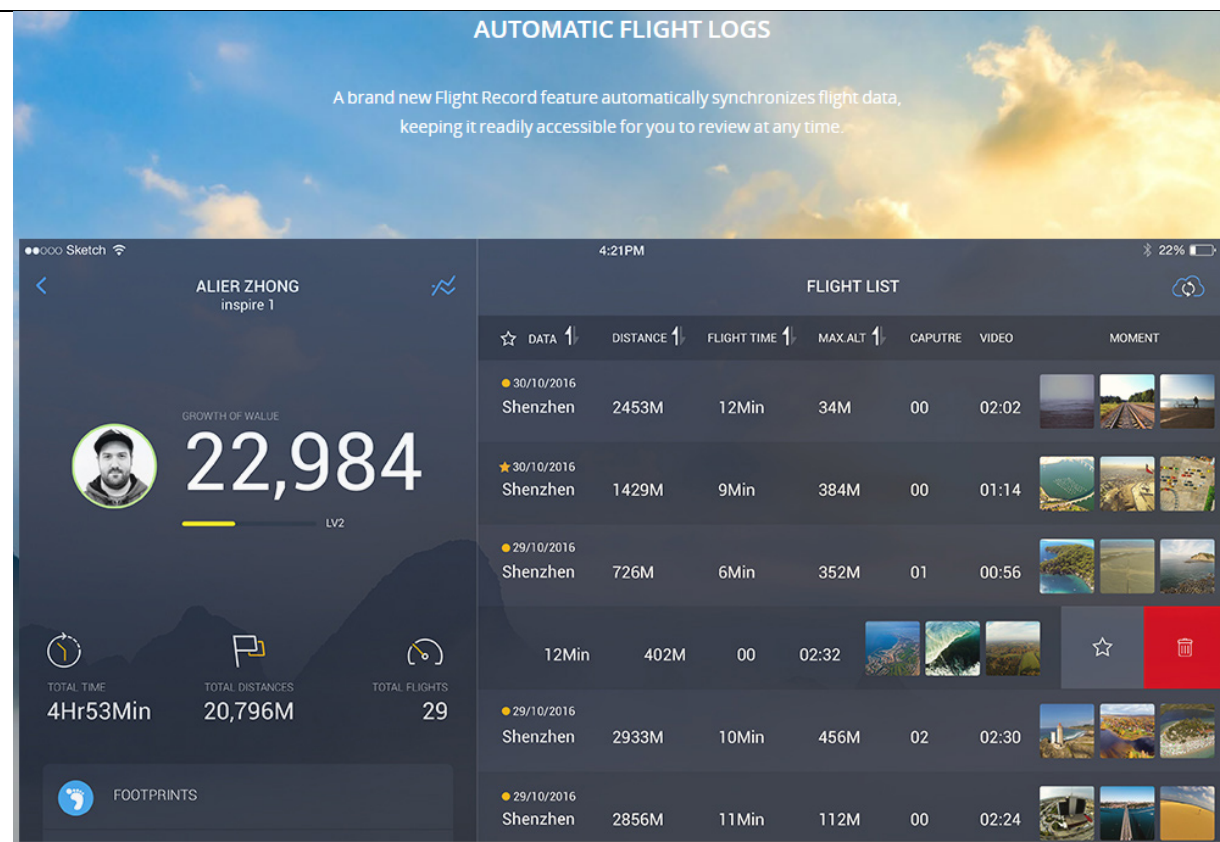 AUTOMATIC FLIGHT LOGS
A brand new Flight Record feature automatically synchronizes flight data,
keeping it readily accessible for you to review at any time.
Sketch 4:21PM 22%
ALIER ZHONG
inspire 1
GROWTH OF WALUE
22,984
LV2
TOTAL TIME TOTAL DISTANCES TOTAL FLIGHTS
4Hr53Min 20,796M 29
FOOTPRINTS
FLIGHT LIST
DATA DISTANCE FLIGHT TIME MAX.ALT CAPUTRE VIDEO MOMENT
30/10/2016
Shenzhen 2453M 12Min 34M 00 02:02
30/10/2016
Shenzhen 1429M 9Min 384M 00 01:14
29/10/2016
Shenzhen 726M 6Min 352M 01 00:56
12Min 402M 00 02:32
29/10/2016
Shenzhen 2933M 10Min 456M 02 02:30
29/10/2016
Shenzhen 2856M 11Min 112M 00 02:24